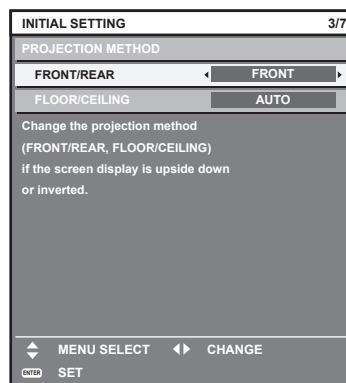 INITIAL SETTING 3/7
PROJECTION METHOD
FRONT/REAR FRONT
FLOOR/CEILING AUTO
Change the projection method
(FRONT/REAR, FLOOR/CEILING)
if the screen display is upside down
or inverted.
MENU SELECT CHANGE
ENTER SET